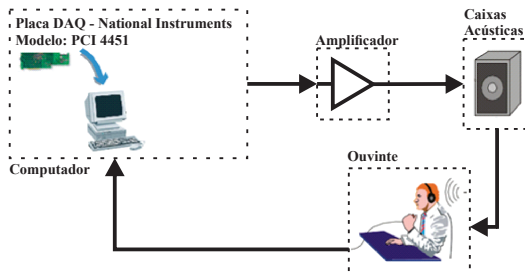 Placa DAQ - National Instruments
Modelo: PCI 4451
Computador
Amplificador
Caixas
Acústicas
Ouvinte